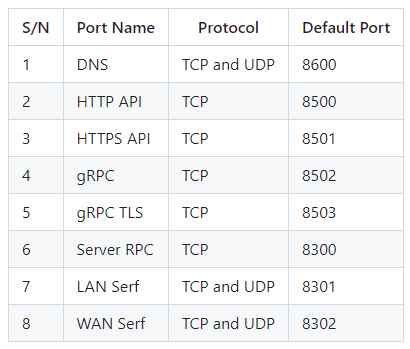 S/N Port Name Protocol Default Port
1 DNS TCP and UDP 8600
2 HTTP API TCP 8500
3 HTTPS API TCP 8501
4 gRPC TCP 8502
5 gRPC TLS TCP 8503
6 Server RPC TCP 8300
7 LAN Serf TCP and UDP 8301
8 WAN Serf TCP and UDP 8302